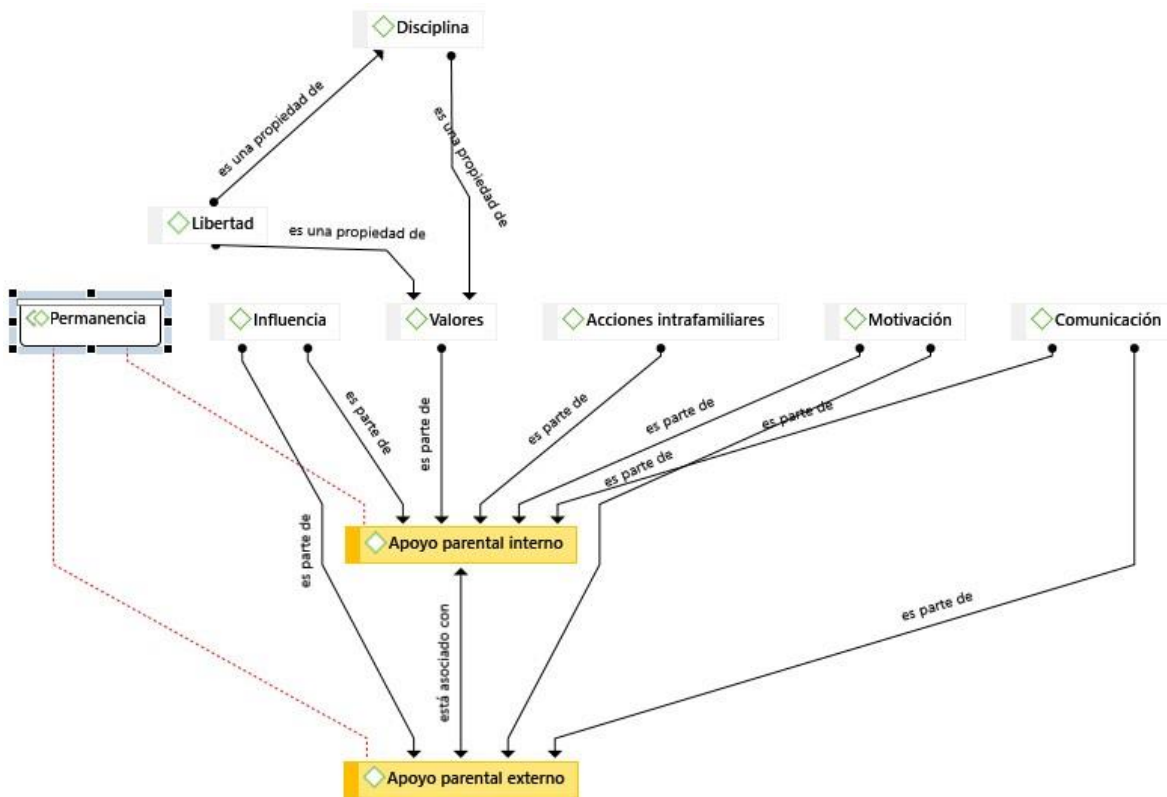 Disciplina
es una propiedad de
es una propiedad de
Libertad
es una propiedad de
Permanencia
Influencia
Valores
Acciones intrafamiliares
Motivación
Comunicación
es parte de
es parte de
es parte de
es parte de
es parte de
es parte de
es parte de
Apoyo parental interno
es parte de
está asociado con
Apoyo parental externo